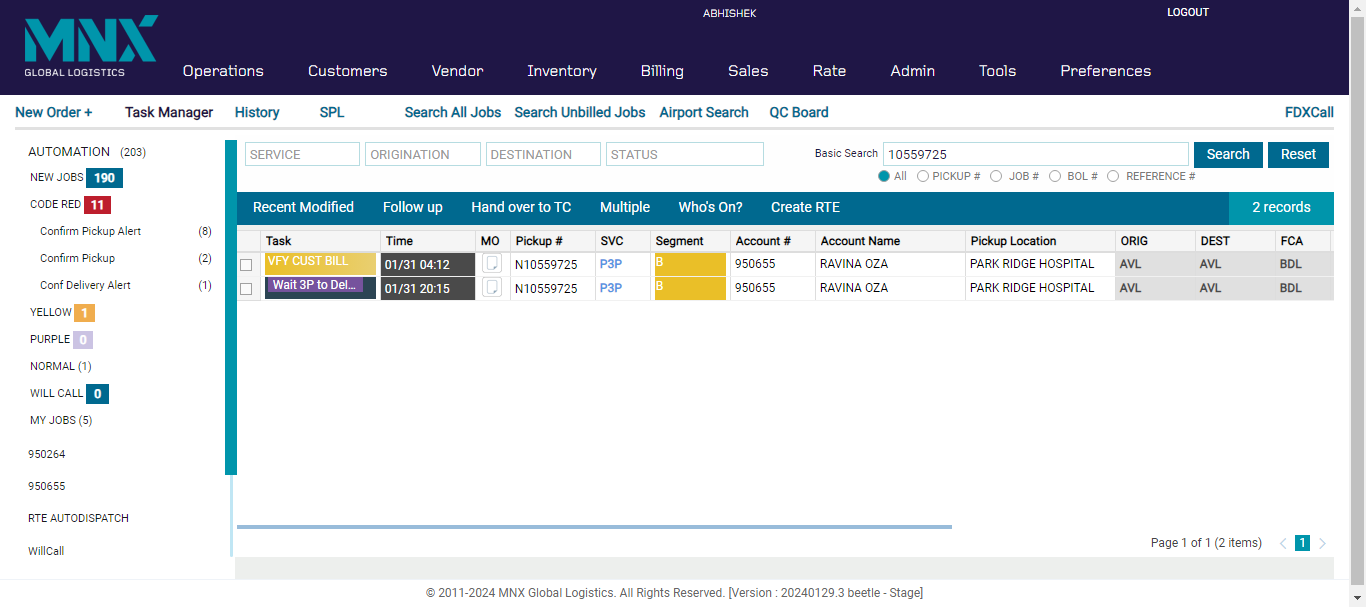 ABHISHEK
LOGOUT
MNX
GLOBAL LOGISTICS
Operations Customers Vendor Inventory Billing Sales Rate Admin Tools Preferences
New Order + Task Manager History SPL Search All Jobs Search Unbilled Jobs Airport Search QC Board FDXCall
AUTOMATION (203)
NEW JOBS 190
CODE RED 11
Confirm Pickup Alert (8)
Confirm Pickup (2)
Conf Delivery Alert (1)
YELLOW 1
PURPLE 0
NORMAL (1)
WILL CALL 0
MY JOBS (5)
950264
950655
RTE AUTODISPATCH
WillCall
SERVICE ORIGINATION DESTINATION STATUS Basic Search 10559725 Search Reset
All PICKUP # JOB # BOL # REFERENCE #
Recent Modified Follow up Hand over to TC Multiple Who's On? Create RTE 2 records
Task Time MO Pickup # SVC Segment Account # Account Name Pickup Location ORIG DEST FCA
VFY CUST BILL 01/31 04:12 N10559725 P3P B 950655 RAVINA OZA PARK RIDGE HOSPITAL AVL AVL BDL
Wait 3P to Del... 01/31 20:15 N10559725 P3P B 950655 RAVINA OZA PARK RIDGE HOSPITAL AVL AVL BDL
Page 1 of 1 (2 items) 1
© 2011-2024 MNX Global Logistics. All Rights Reserved. [Version : 20240129.3 beetle - Stage]